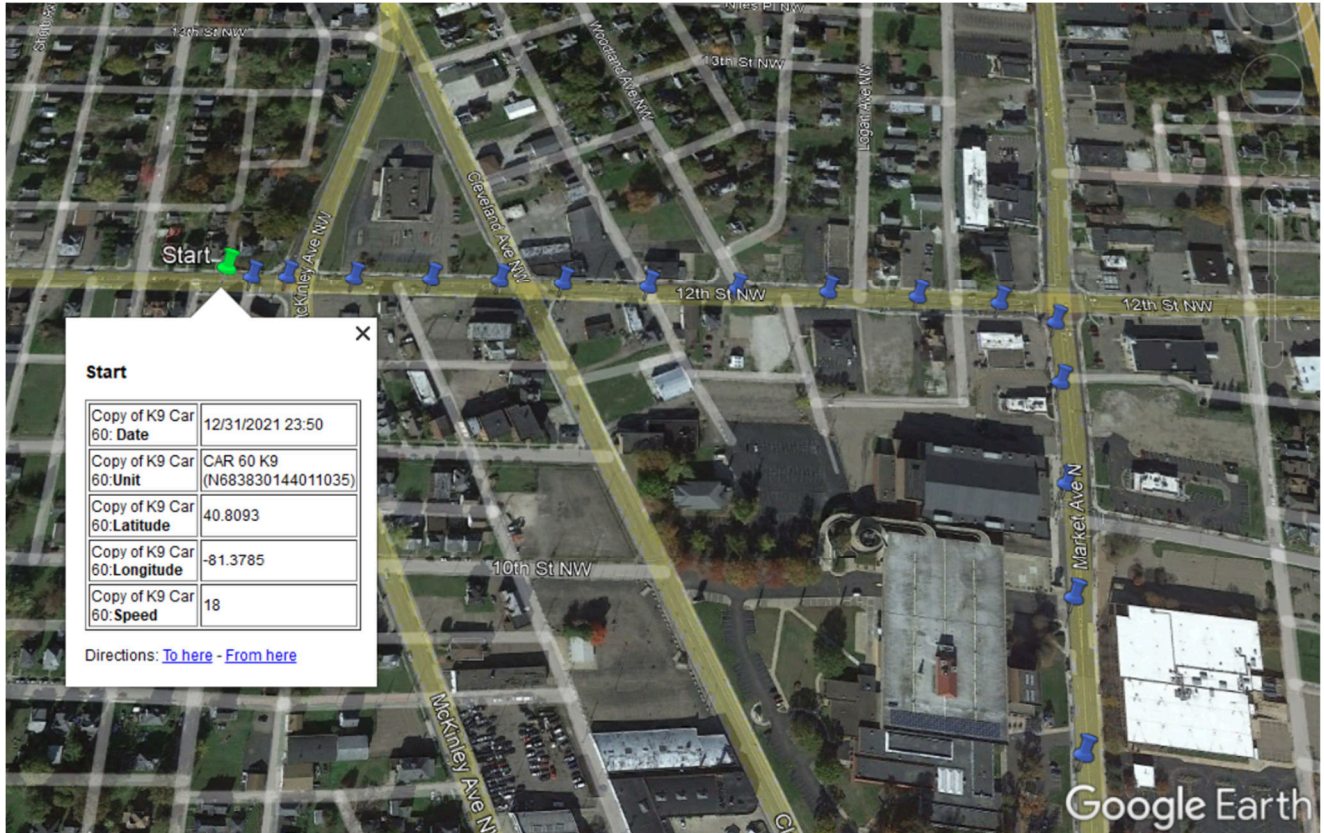 Niles Pl NW
13th St NW
Woodland Ave NW
13th St NW
Logan Ave NW
Cleveland Ave NW
McKinley Ave NW
Start
12th St NW
12th St NW
Start
Copy of K9 Car 60: Date
12/31/2021 23:50
Copy of K9 Car 60:Unit
CAR 60 K9
(N683830144011035)
Copy of K9 Car 60:Latitude
40.8093
Copy of K9 Car 60:Longitude
-81.3785
Copy of K9 Car 60:Speed
18
Directions: To here - From here
Market Ave N
10th St NW
McKinley Ave N
Google Earth